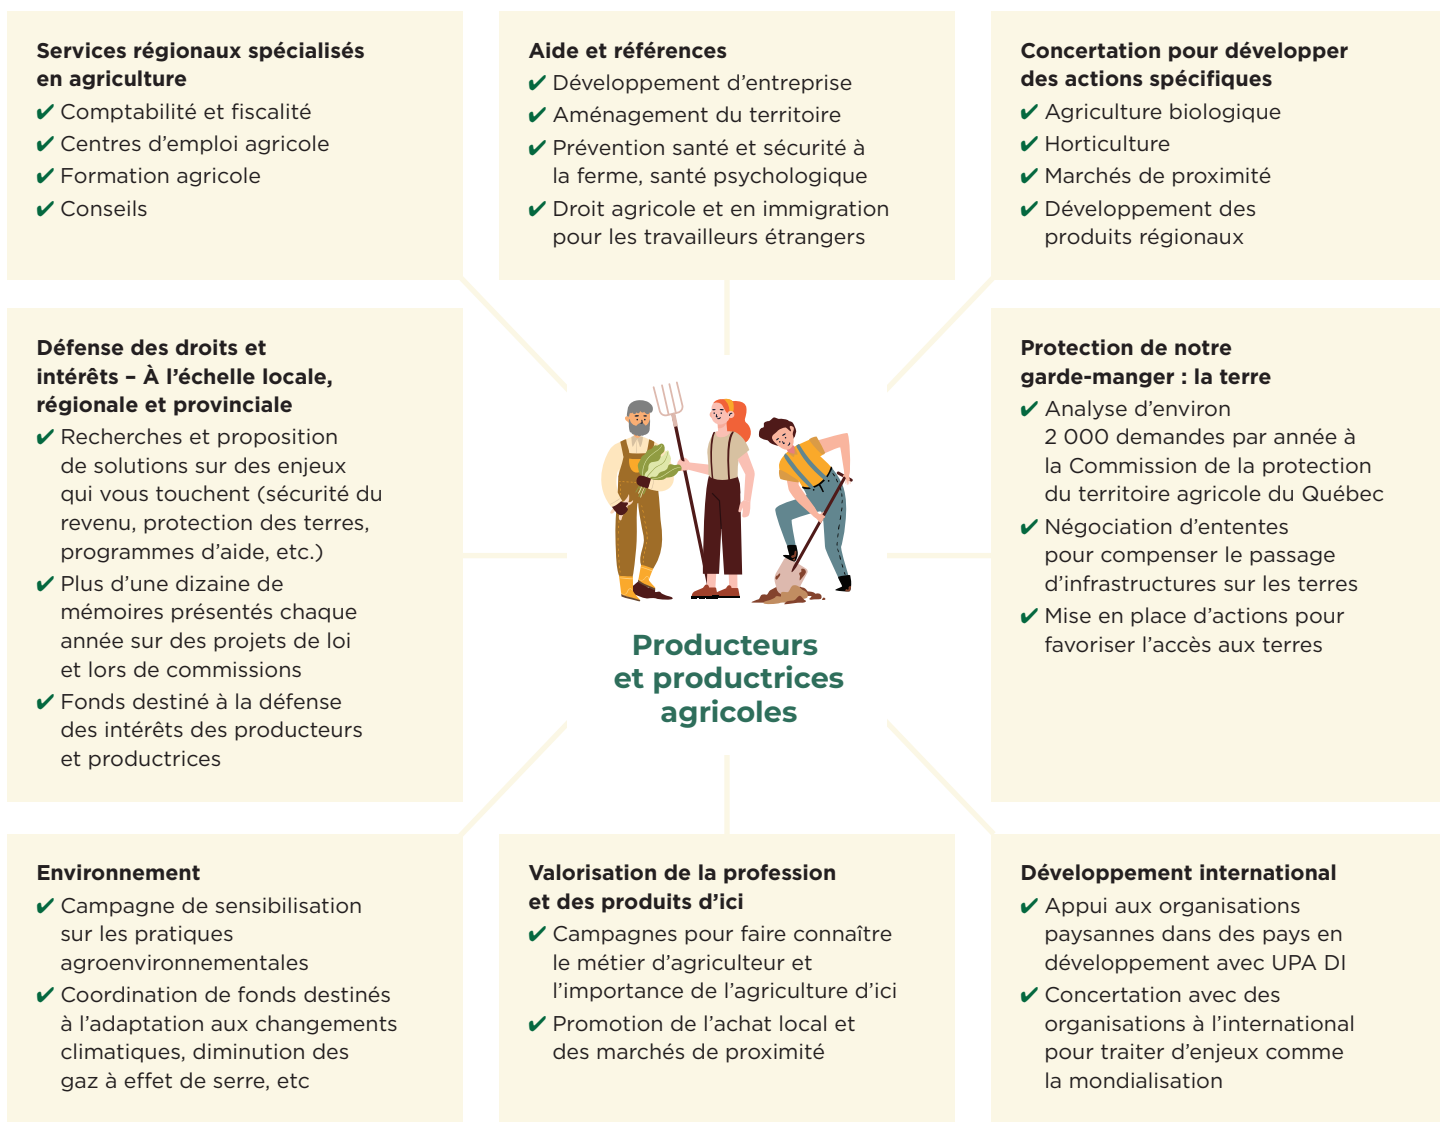 Services régionaux spécialisés
en agriculture
✔ Comptabilité et fiscalité
✔ Centres d’emploi agricole
✔ Formation agricole
✔ Conseils
Aide et références
✔ Développement d’entreprise
✔ Aménagement du territoire
✔ Prévention santé et sécurité à
la ferme, santé psychologique
✔ Droit agricole et en immigration
pour les travailleurs étrangers
Concertation pour développer
des actions spécifiques
✔ Agriculture biologique
✔ Horticulture
✔ Marchés de proximité
✔ Développement des
produits régionaux
Défense des droits et
intérêts – À l’échelle locale,
régionale et provinciale
✔ Recherches et proposition
de solutions sur des enjeux
qui vous touchent (sécurité du
revenu, protection des terres,
programmes d’aide, etc.)
✔ Plus d’une dizaine de
mémoires présentés chaque
année sur des projets de loi
et lors de commissions
✔ Fonds destiné à la défense
des intérêts des producteurs
et productrices
Producteurs
et productrices
agricoles
Protection de notre
garde-manger : la terre
✔ Analyse d’environ
2 000 demandes par année à
la Commission de la protection
du territoire agricole du Québec
✔ Négociation d’ententes
pour compenser le passage
d’infrastructures sur les terres
✔ Mise en place d’actions pour
favoriser l’accès aux terres
Environnement
✔ Campagne de sensibilisation
sur les pratiques
agroenvironnementales
✔ Coordination de fonds destinés
à l’adaptation aux changements
climatiques, diminution des
gaz à effet de serre, etc
Valorisation de la profession
et des produits d’ici
✔ Campagnes pour faire connaître
le métier d’agriculteur et
l’importance de l’agriculture d’ici
✔ Promotion de l’achat local et
des marchés de proximité
Développement international
✔ Appui aux organisations
paysannes dans des pays en
développement avec UPA DI
✔ Concertation avec des
organisations à l’international
pour traiter d’enjeux comme
la mondialisation